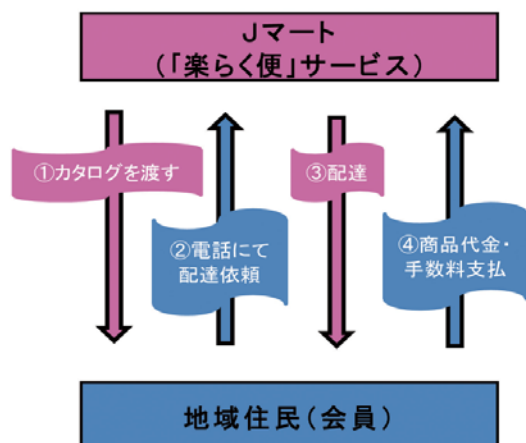 Jマート
(「楽らく便」サービス)
①カタログを渡す
②電話にて
配達依頼
③配達
④商品代金・
手数料支払
地域住民(会員)